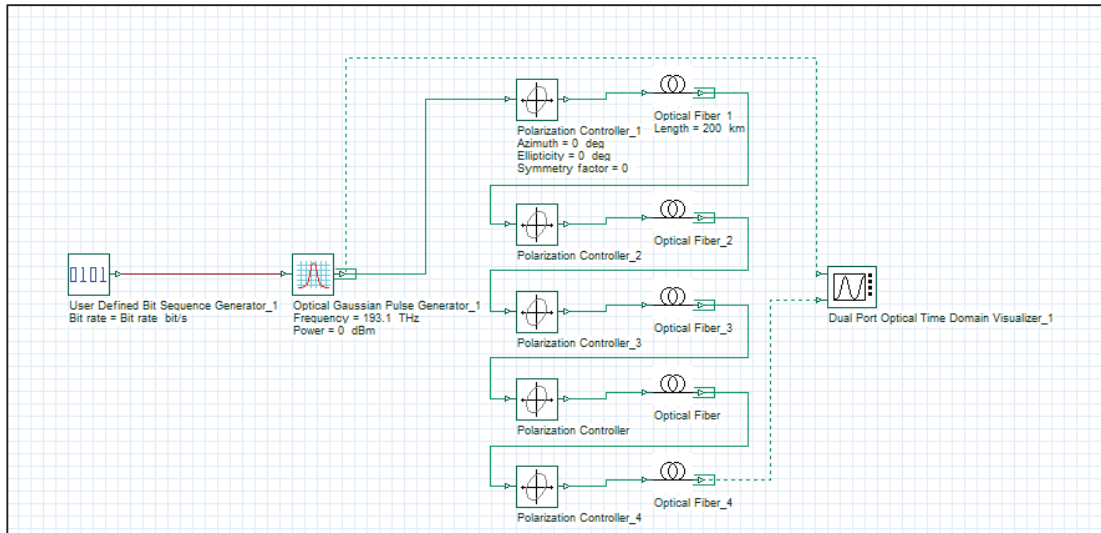 Polarization Controller_1
Azimuth = 0 deg
Ellipticity = 0 deg
Symmetry factor = 0
Optical Fiber_1
Length = 200 km
Polarization Controller_2
Optical Fiber_2
0101
User Defined Bit Sequence Generator_1
Bit rate = Bit rate bit/s
Optical Gaussian Pulse Generator_1
Frequency = 193.1 THz
Power = 0 dBm
Dual Port Optical Time Domain Visualizer_1
Polarization Controller_3
Optical Fiber_3
Polarization Controller
Optical Fiber
Polarization Controller_4
Optical Fiber_4